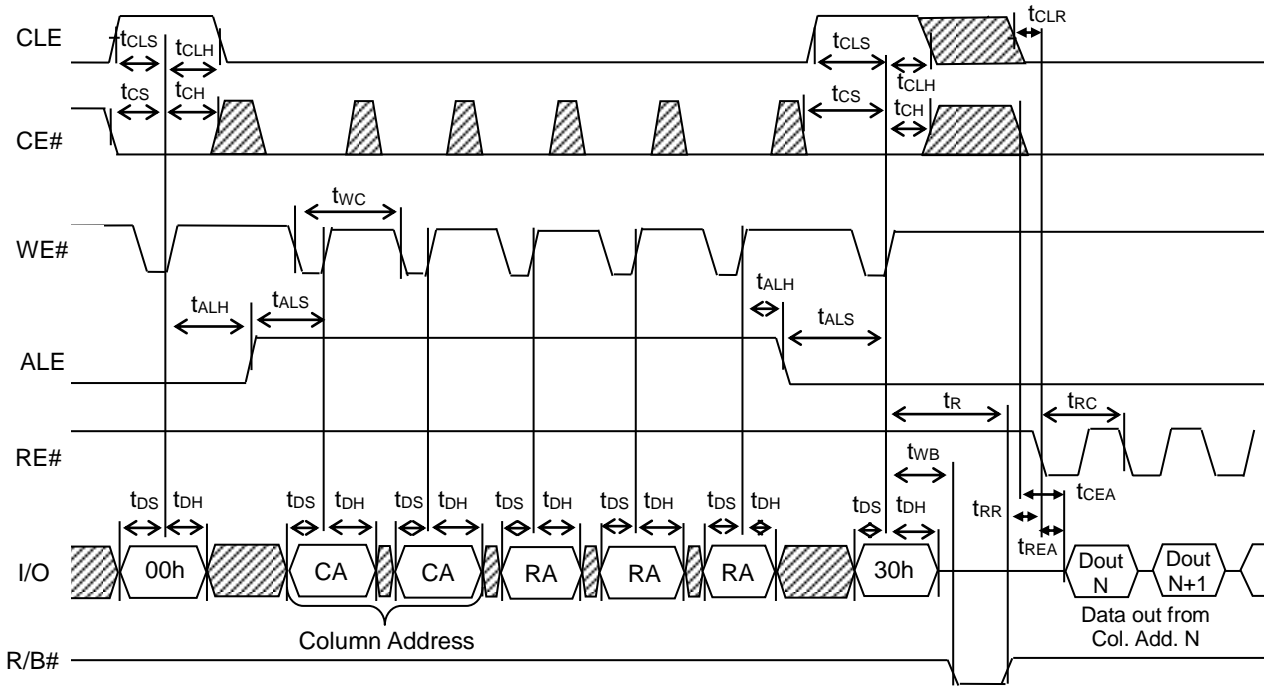 CLE
tCLS
tCLH
tCLS
tCLH
tCLR
CE#
tCS
tCH
tCS
tCH
WE#
tWC
ALE
tALH
tALS
tALH
tALS
RE#
tR
tRC
tWB
tCEA
tRR
tREA
I/O
tDS
tDH
tDS
tDH
tDS
tDH
tDS
tDH
tDS
tDH
tDS
tDH
tDS
tDH
00h
CA
CA
RA
RA
RA
30h
Dout
N
Dout
N+1
Column Address
Data out from
Col. Add. N
R/B#